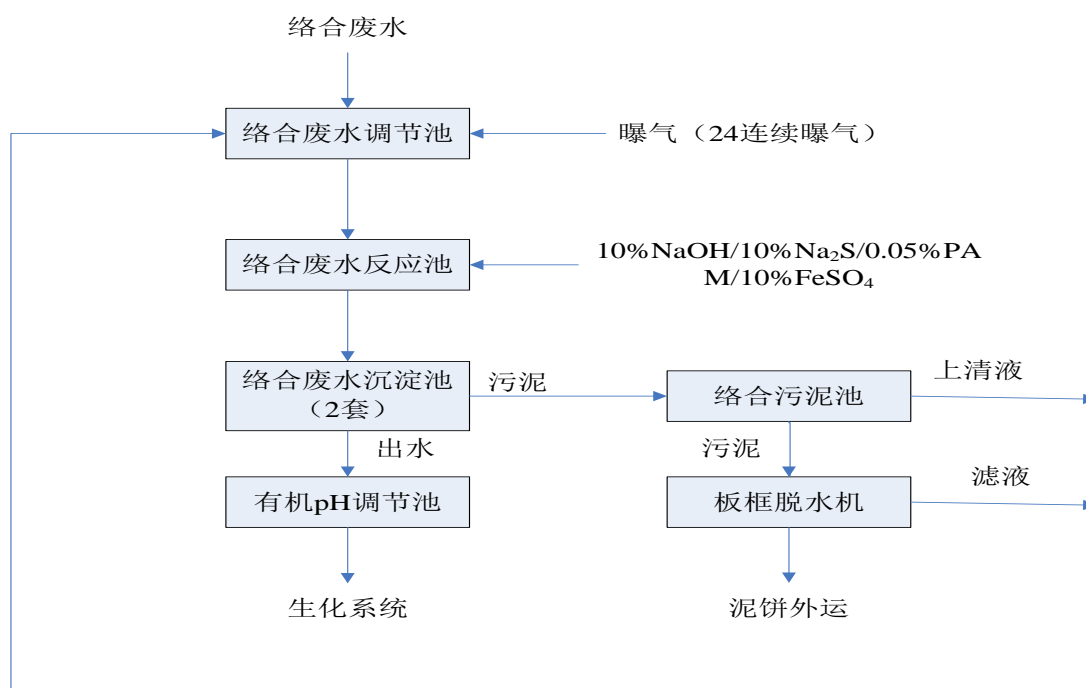 络合废水
络合废水调节池
曝气（24连续曝气）
络合废水反应池
10%NaOH/10%Na₂S/0.05%PA
M/10%FeSO₄
络合废水沉淀池
（2套）
污泥
络合污泥池
上清液
出水
污泥
有机pH调节池
板框脱水机
滤液
生化系统
泥饼外运